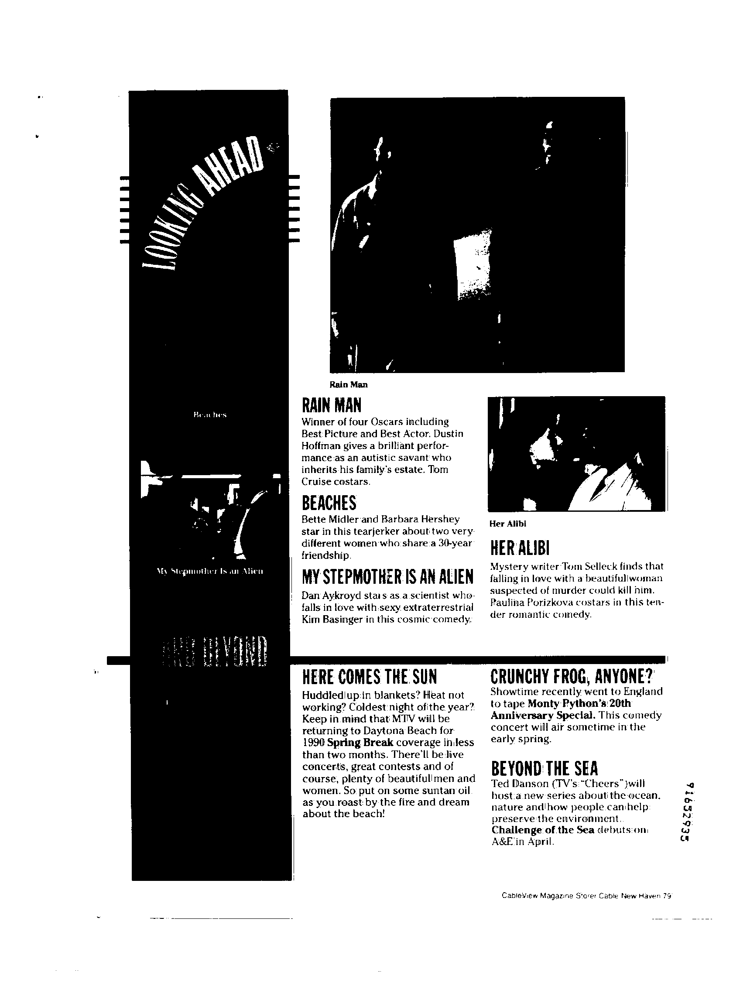 LOOKING AHEAD
Beaches
My Stepmother Is an Alien
AND BEYOND
Rain Man
RAIN MAN
Winner of four Oscars including
Best Picture and Best Actor. Dustin
Hoffman gives a brilliant perfor-
mance as an autistic savant who
inherits his family's estate. Tom
Cruise costars.
BEACHES
Bette Midler and Barbara Hershey
star in this tearjerker about two very
different women who share a 30-year
friendship.
MY STEPMOTHER IS AN ALIEN
Dan Aykroyd stars as a scientist who
falls in love with sexy extraterrestrial
Kim Basinger in this cosmic comedy.
Her Alibi
HER ALIBI
Mystery writer Tom Selleck finds that
falling in love with a beautiful woman
suspected of murder could kill him.
Paulina Porizkova costars in this ten-
der romantic comedy.
HERE COMES THE SUN
Huddled up in blankets? Heat not
working? Coldest night of the year?
Keep in mind that MTV will be
returning to Daytona Beach for
1990 Spring Break coverage in less
than two months. There'll be live
concerts, great contests and of
course, plenty of beautiful men and
women. So put on some suntan oil
as you roast by the fire and dream
about the beach!
CRUNCHY FROG, ANYONE?
Showtime recently went to England
to tape Monty Python's 20th
Anniversary Special. This comedy
concert will air sometime in the
early spring.
BEYOND THE SEA
Ted Danson (TV's "Cheers") will
host a new series about the ocean,
nature and how people can help
preserve the environment.
Challenge of the Sea debuts on
A&E in April.
91652935
CableView Magazine Storer Cable New Haven 79